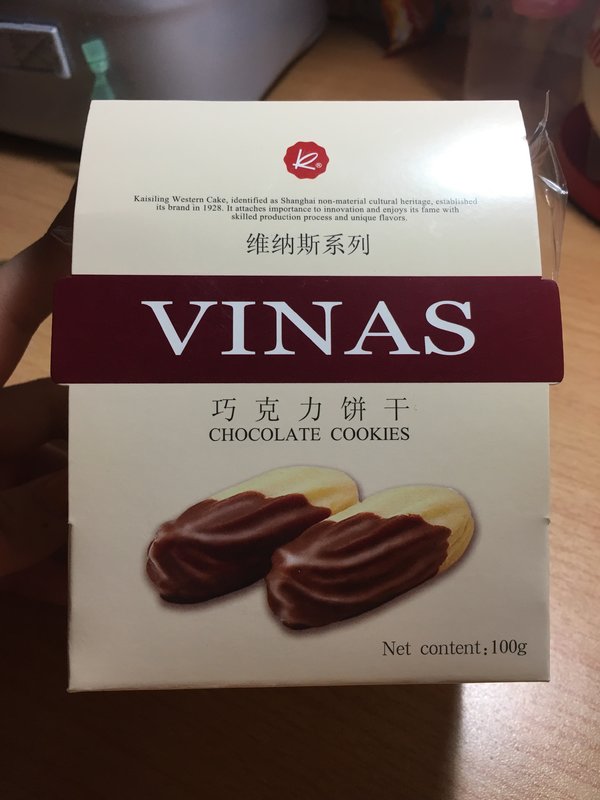 R®
Kaisiling Western Cake, identified as Shanghai non-material cultural heritage, established
its brand in 1928. It attaches importance to innovation and enjoys its fame with
skilled production process and unique flavors.
维纳斯系列
VINAS
巧克力饼干
CHOCOLATE COOKIES
Net content:100g